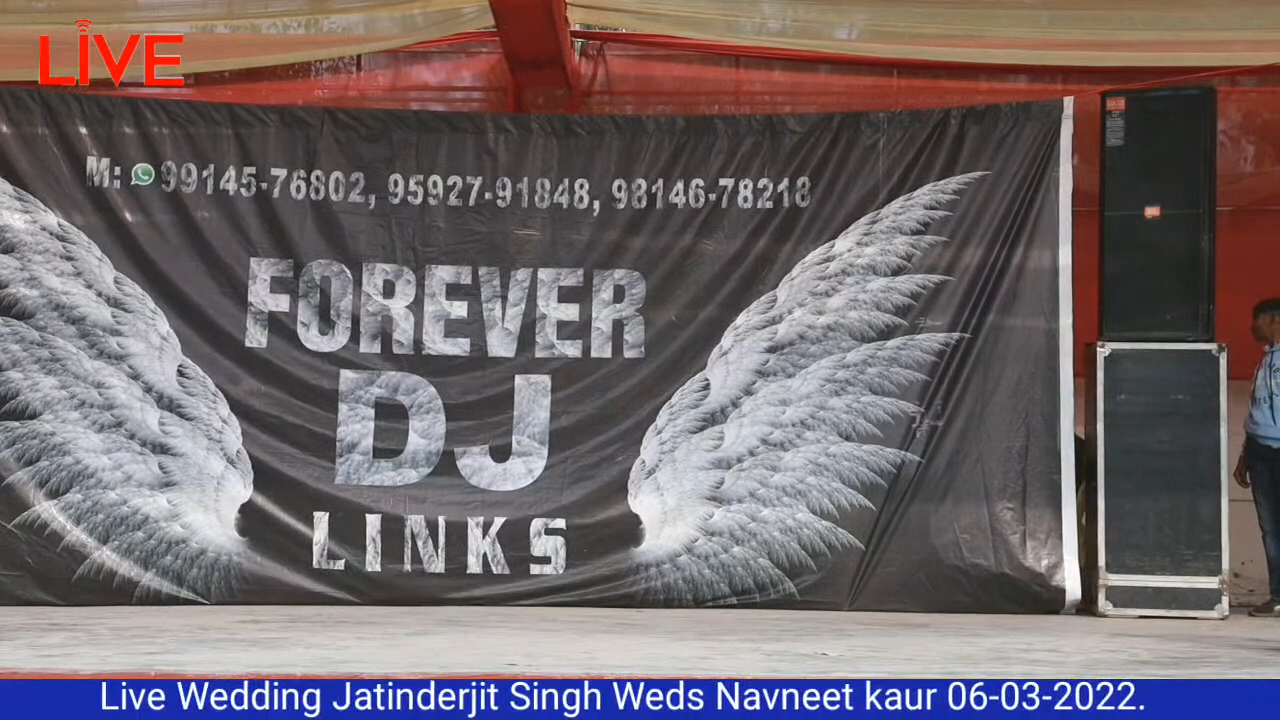 LIVE
M: 99145-76802, 95927-91848, 98146-78218
FOREVER
DJ
LINKS
Live Wedding Jatinderjit Singh Weds Navneet kaur 06-03-2022.